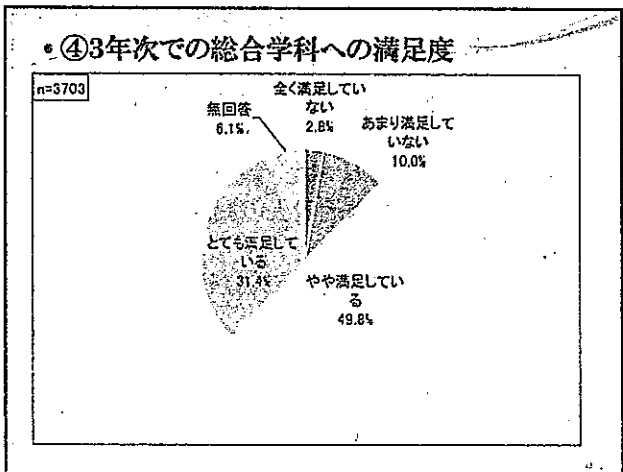 • ④3年次での総合学科への満足度
n=3703
全く満足してい
ない
2.8%
無回答
6.1%
あまり満足して
いない
10.0%
とても満足して
いる
31.4%
やや満足してい
る
49.8%